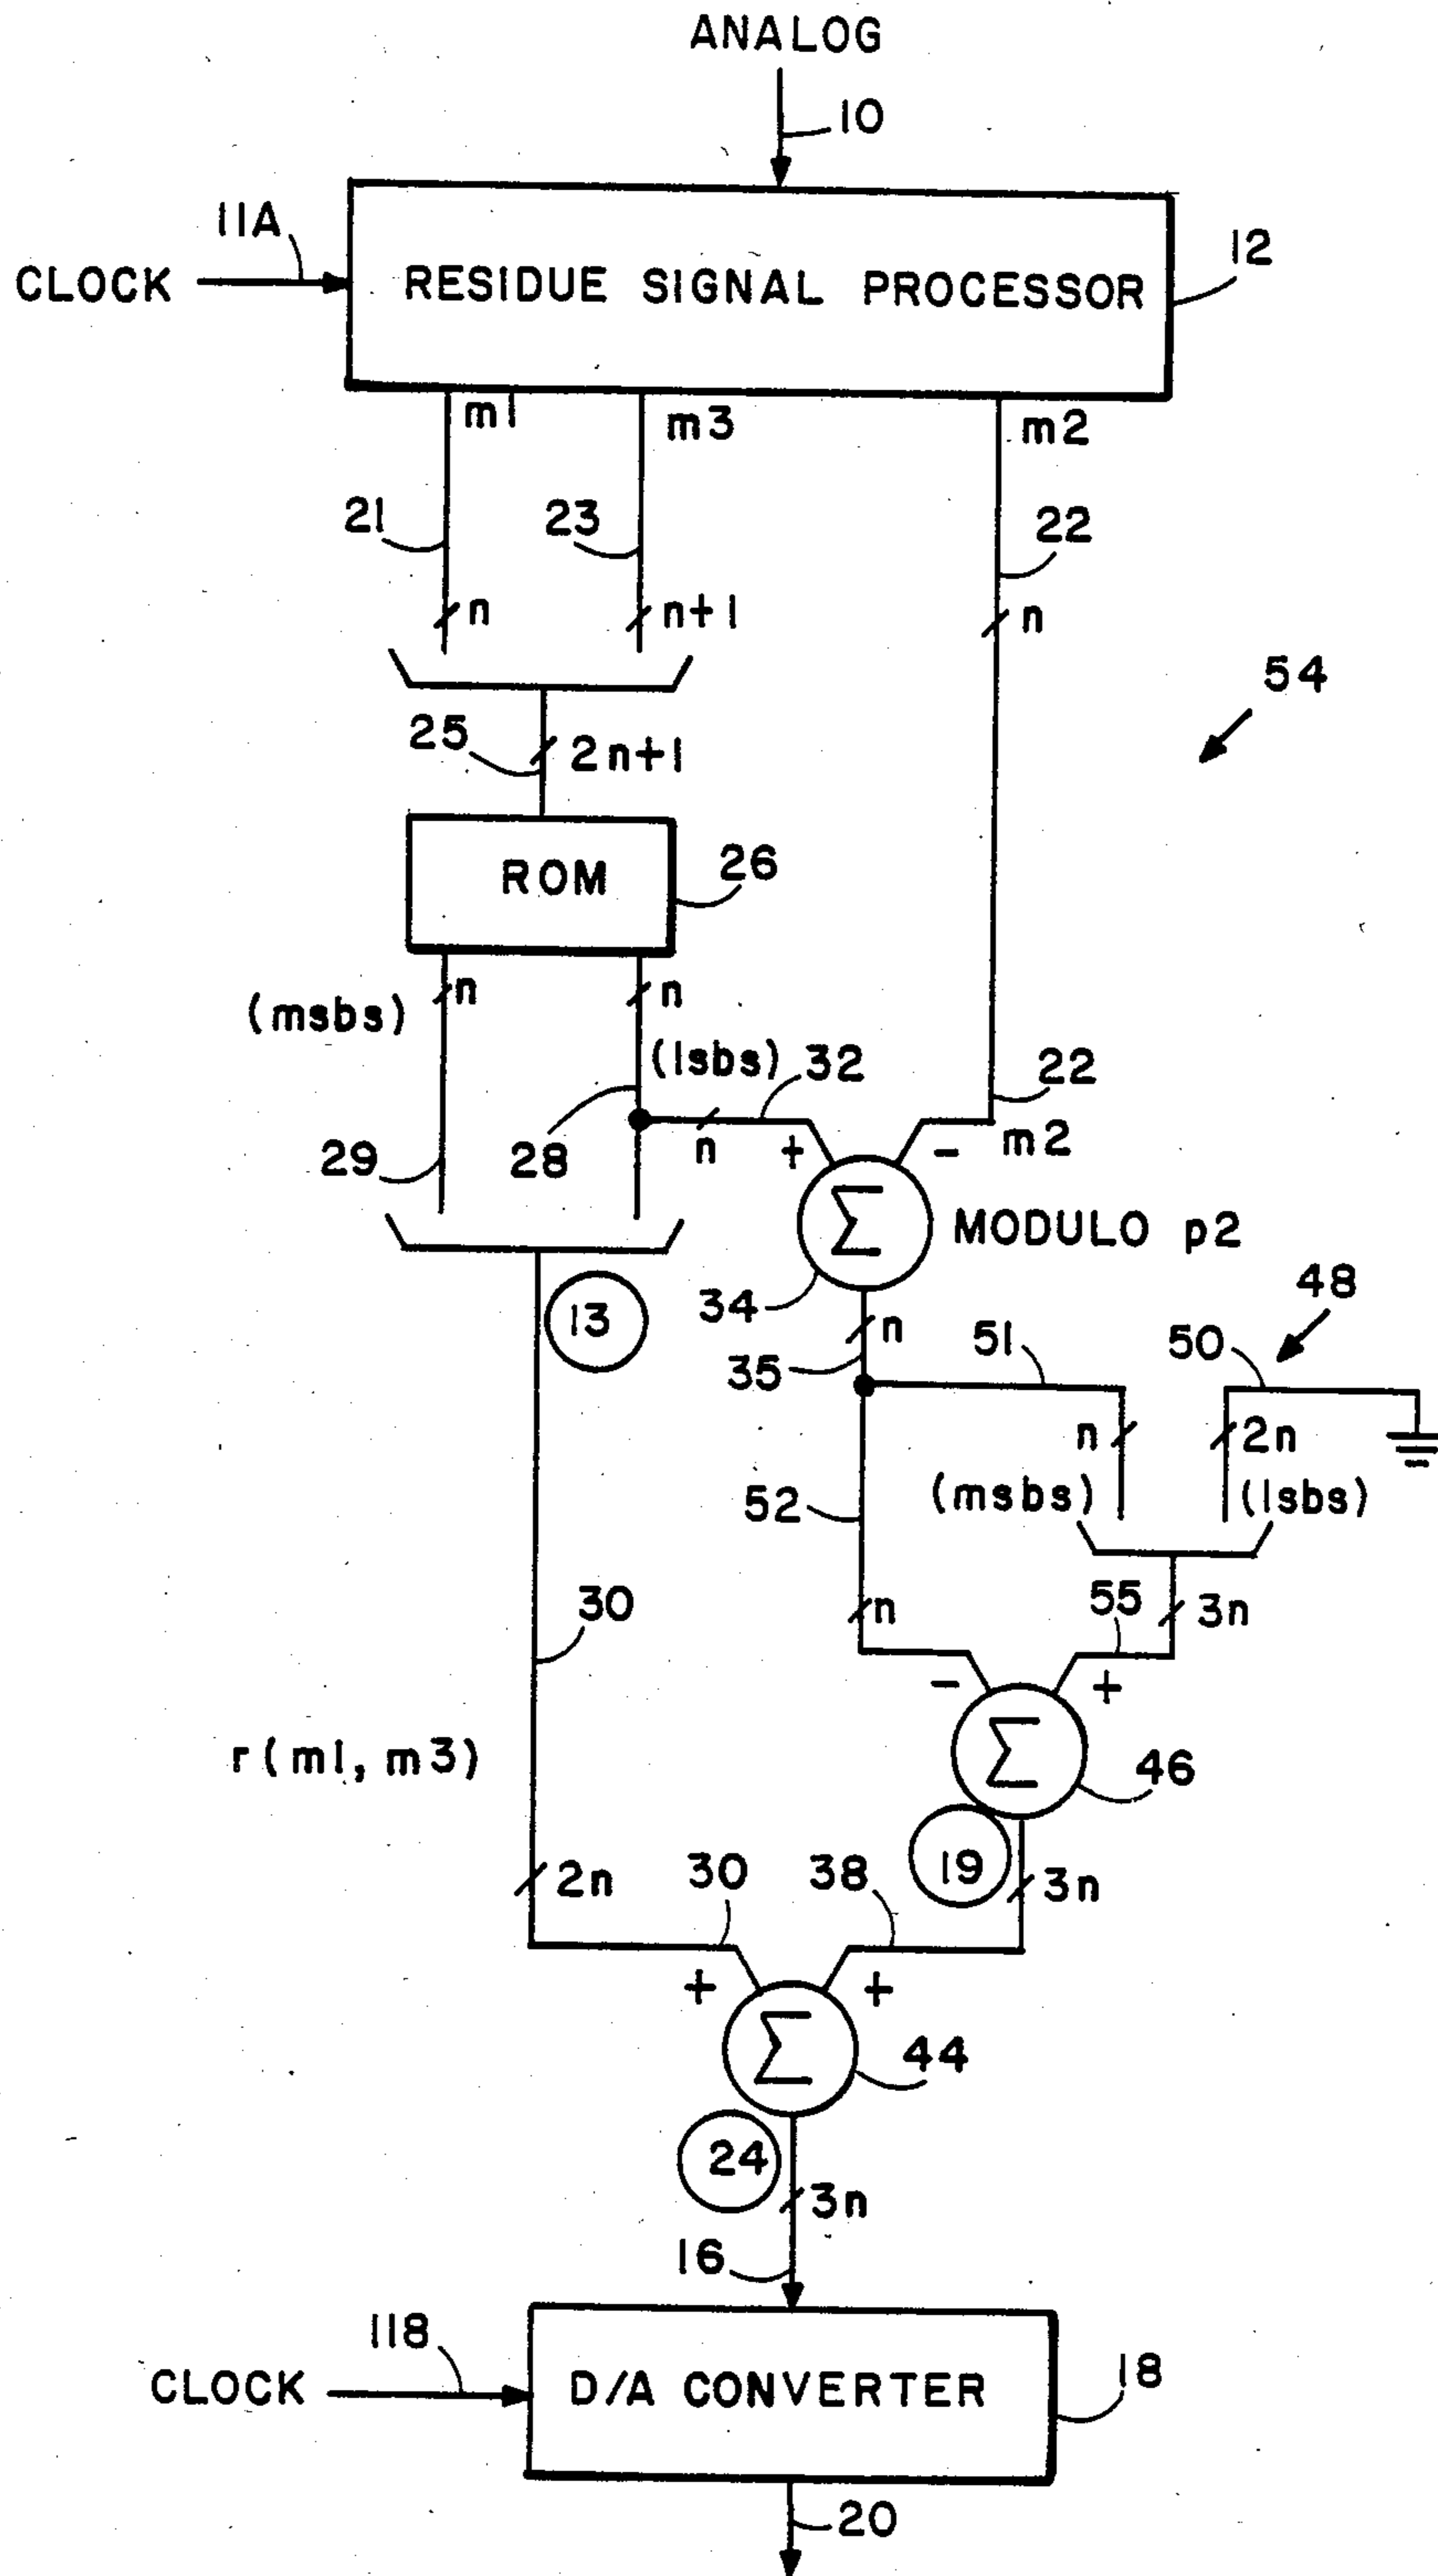 ANALOG
10
11A
CLOCK
RESIDUE SIGNAL PROCESSOR
12
m1
m3
m2
21
23
22
n
n+1
n
54
25
2n+1
ROM
26
(msbs)
n
n
(lsbs)
32
22
29
28
n
+
-
m2
Σ
MODULO p2
34
13
n
35
51
50
48
n
2n
52
(msbs)
(lsbs)
30
n
55
3n
-
+
Σ
46
r(m1, m3)
19
3n
2n
30
38
+
+
Σ
44
24
3n
16
118
CLOCK
D/A CONVERTER
18
20